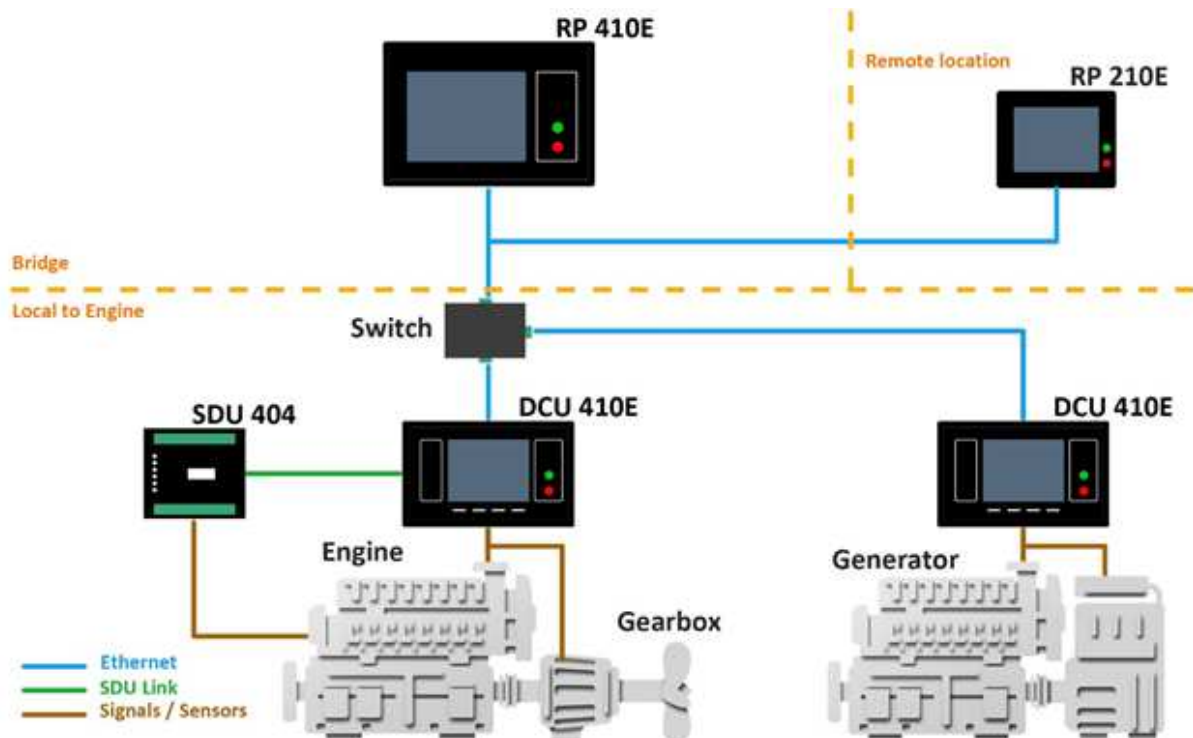 RP 410E
Remote location
RP 210E
Bridge
Local to Engine
Switch
SDU 404
DCU 410E
DCU 410E
Engine
Generator
Gearbox
Ethernet
SDU Link
Signals / Sensors